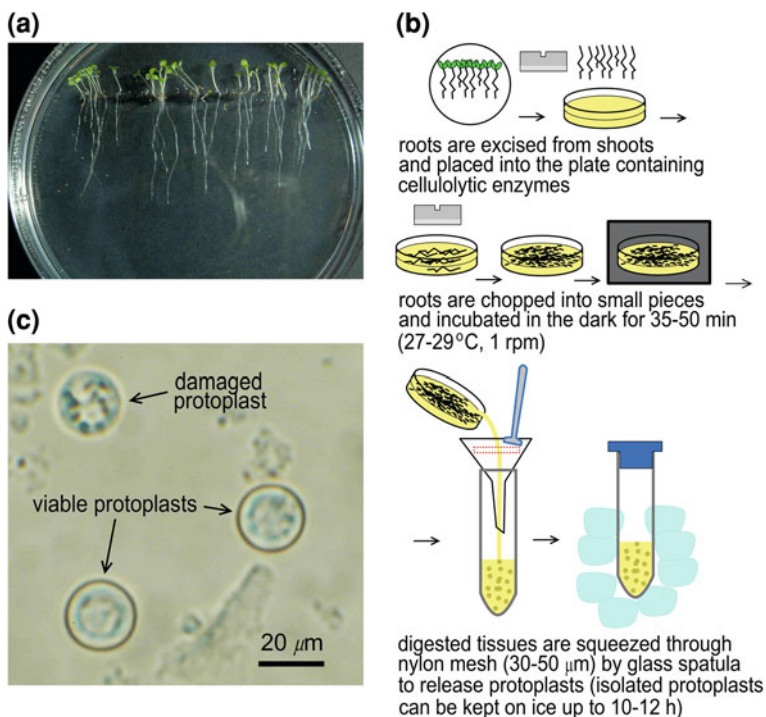 (a)
(b)
roots are excised from shoots
and placed into the plate containing
cellulolytic enzymes
roots are chopped into small pieces
and incubated in the dark for 35-50 min
(27-29°C, 1 rpm)
digested tissues are squeezed through
nylon mesh (30-50 μm) by glass spatula
to release protoplasts (isolated protoplasts
can be kept on ice up to 10-12 h)
(c)
damaged
protoplast
viable protoplasts
20 μm